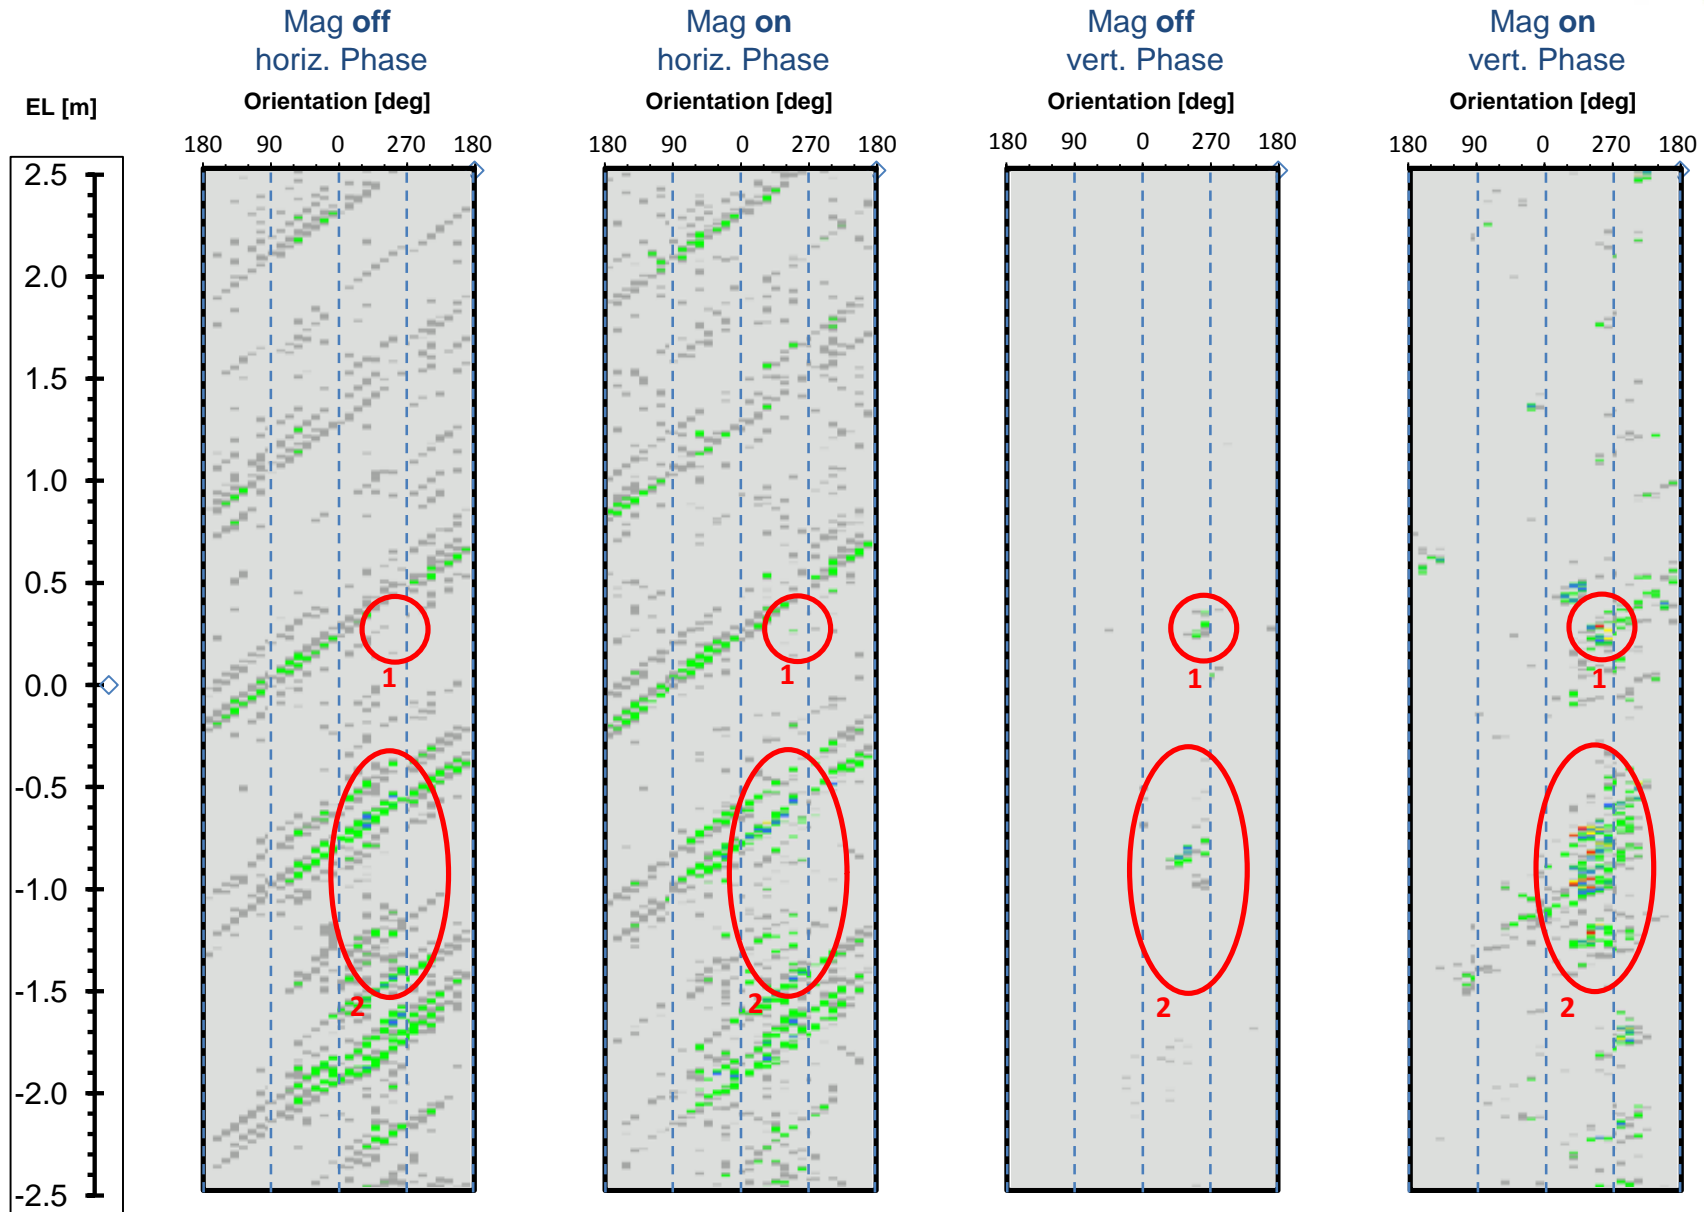 Mag off
horiz. Phase
Mag on
horiz. Phase
Mag off
vert. Phase
Mag on
vert. Phase
EL [m]
Orientation [deg]
Orientation [deg]
Orientation [deg]
Orientation [deg]
180 90 0 270 180
180 90 0 270 180
180 90 0 270 180
180 90 0 270 180
2.5
2.0
1.5
1.0
0.5
0.0
-0.5
-1.0
-1.5
-2.0
-2.5
1
1
1
1
2
2
2
2